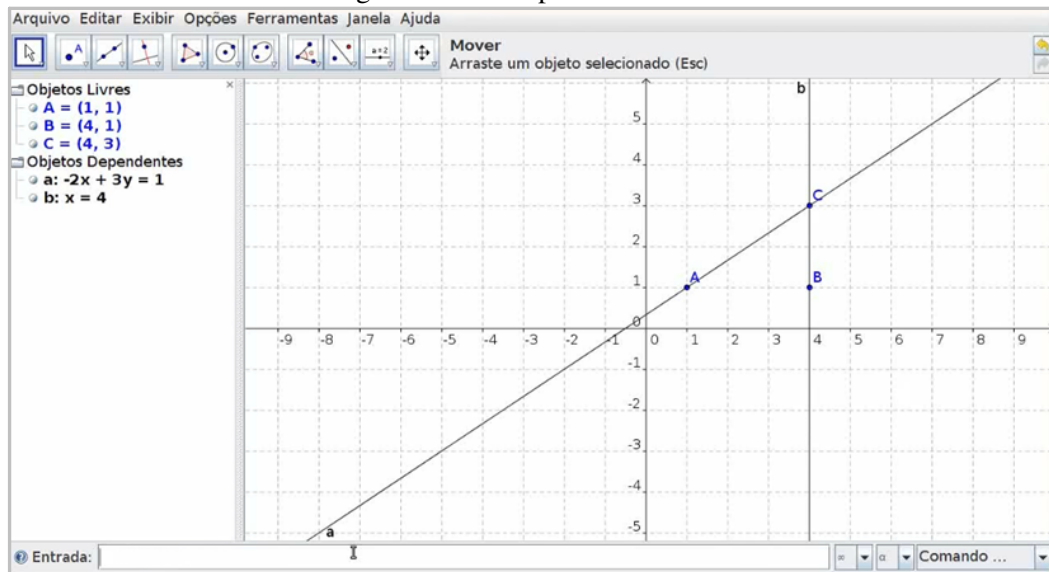 Arquivo Editar Exibir Opções Ferramentas Janela Ajuda
A
a=2
Mover
Arraste um objeto selecionado (Esc)
Objetos Livres
A = (1, 1)
B = (4, 1)
C = (4, 3)
Objetos Dependentes
a: -2x + 3y = 1
b: x = 4
b
5
4
C
3
2
A
B
1
0
-9 -8 -7 -6 -5 -4 -3 -2 -1 0 1 2 3 4 5 6 7 8 9
-1
-2
-3
-4
-5
a
Entrada:
α
Comando ...